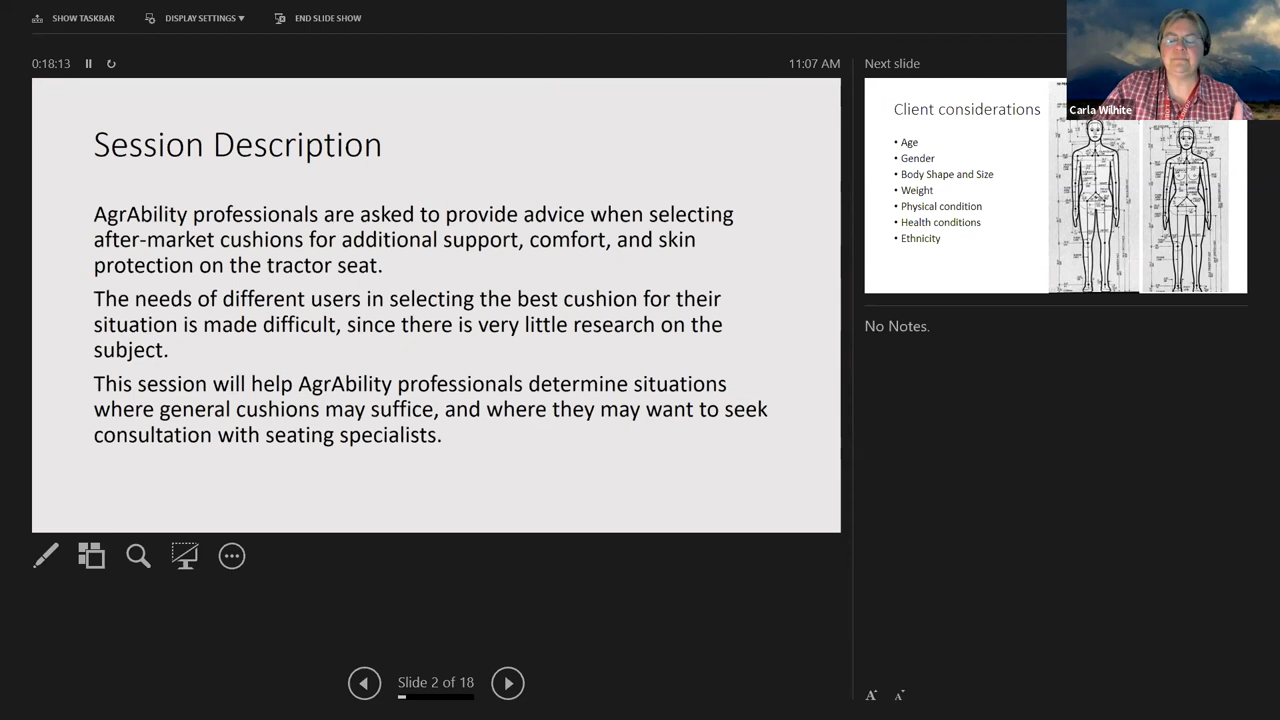 SHOW TASKBAR
DISPLAY SETTINGS ▼
END SLIDE SHOW
0:18:13
11:07 AM
Session Description
AgrAbility professionals are asked to provide advice when selecting
after-market cushions for additional support, comfort, and skin
protection on the tractor seat.
The needs of different users in selecting the best cushion for their
situation is made difficult, since there is very little research on the
subject.
This session will help AgrAbility professionals determine situations
where general cushions may suffice, and where they may want to seek
consultation with seating specialists.
Slide 2 of 18
Next slide
Carla Wilhite
Client considerations
• Age
• Gender
• Body Shape and Size
• Weight
• Physical condition
• Health conditions
• Ethnicity
No Notes.
A A